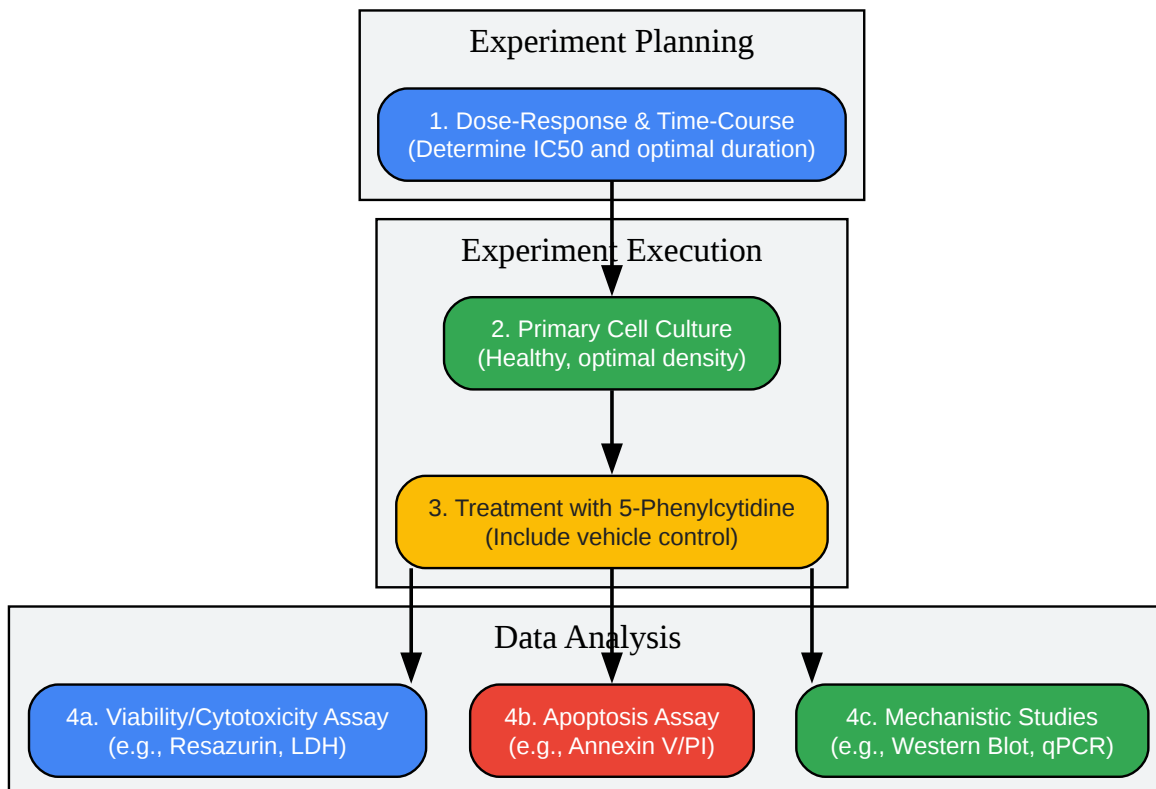 Experiment Planning
1. Dose-Response & Time-Course
(Determine IC50 and optimal duration)
Experiment Execution
2. Primary Cell Culture
(Healthy, optimal density)
3. Treatment with 5-Phenylcytidine
(Include vehicle control)
Data Analysis
4a. Viability/Cytotoxicity Assay
(e.g., Resazurin, LDH)
4b. Apoptosis Assay
(e.g., Annexin V/PI)
4c. Mechanistic Studies
(e.g., Western Blot, qPCR)